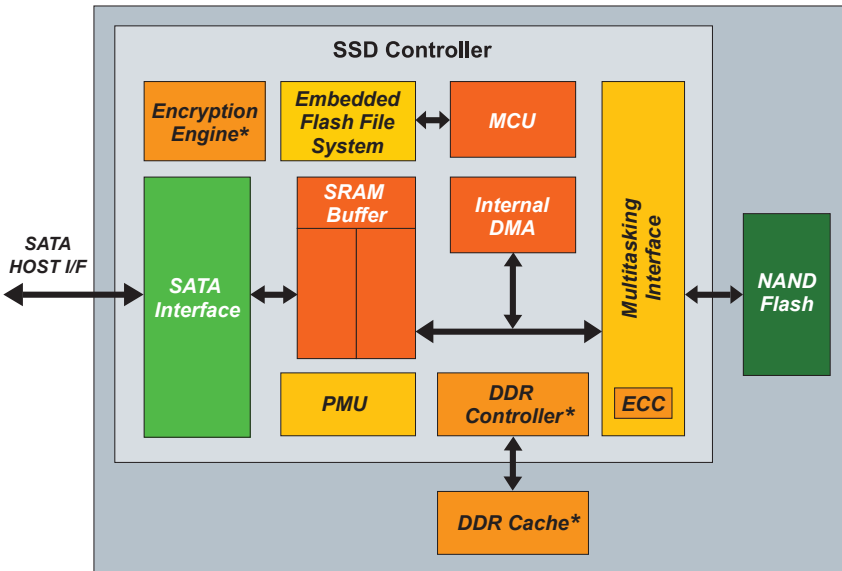 SSD Controller
Encryption
Engine*
Embedded
Flash File
System
MCU
SRAM
Buffer
Internal
DMA
Multitasking
Interface
SATA
HOST I/F
SATA
Interface
NAND
Flash
PMU
DDR
Controller*
ECC
DDR Cache*